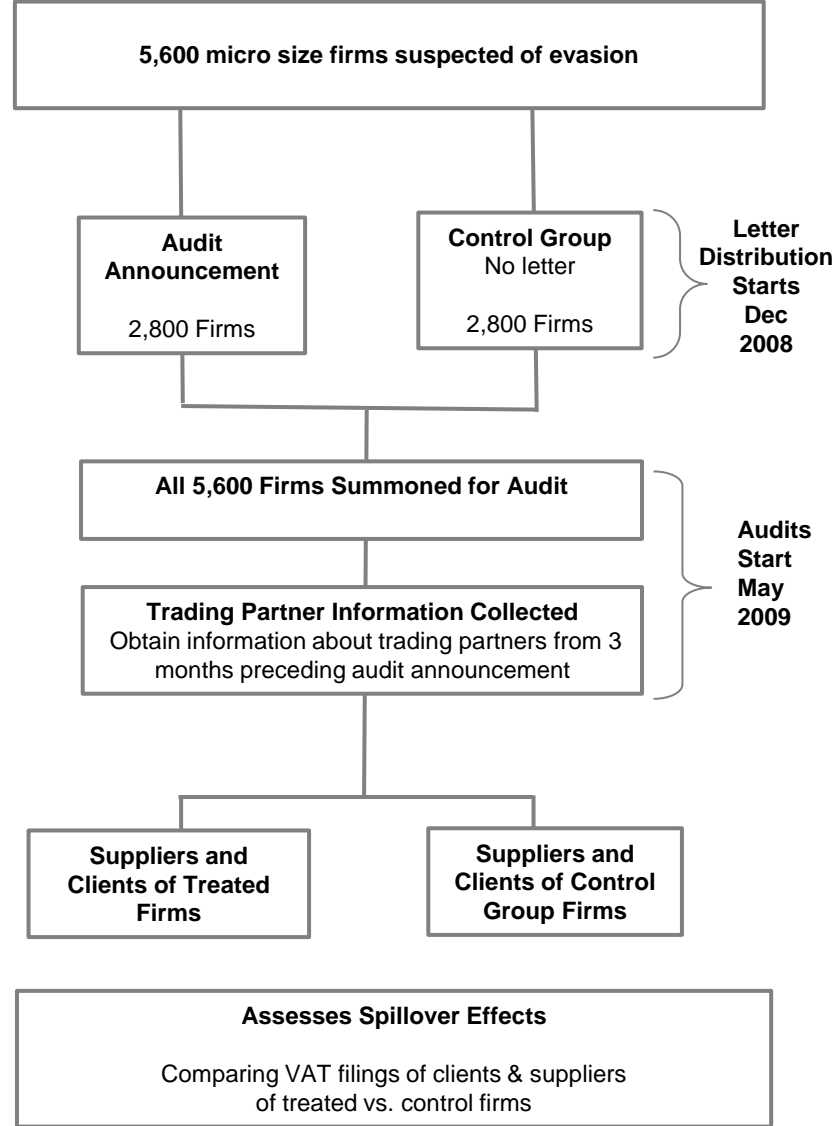 5,600 micro size firms suspected of evasion
Audit
Announcement
2,800 Firms
Control Group
No letter
2,800 Firms
Letter
Distribution
Starts
Dec
2008
All 5,600 Firms Summoned for Audit
Trading Partner Information Collected
Obtain information about trading partners from 3
months preceding audit announcement
Audits
Start
May
2009
Suppliers and
Clients of Treated
Firms
Suppliers and
Clients of Control
Group Firms
Assesses Spillover Effects
Comparing VAT filings of clients & suppliers
of treated vs. control firms